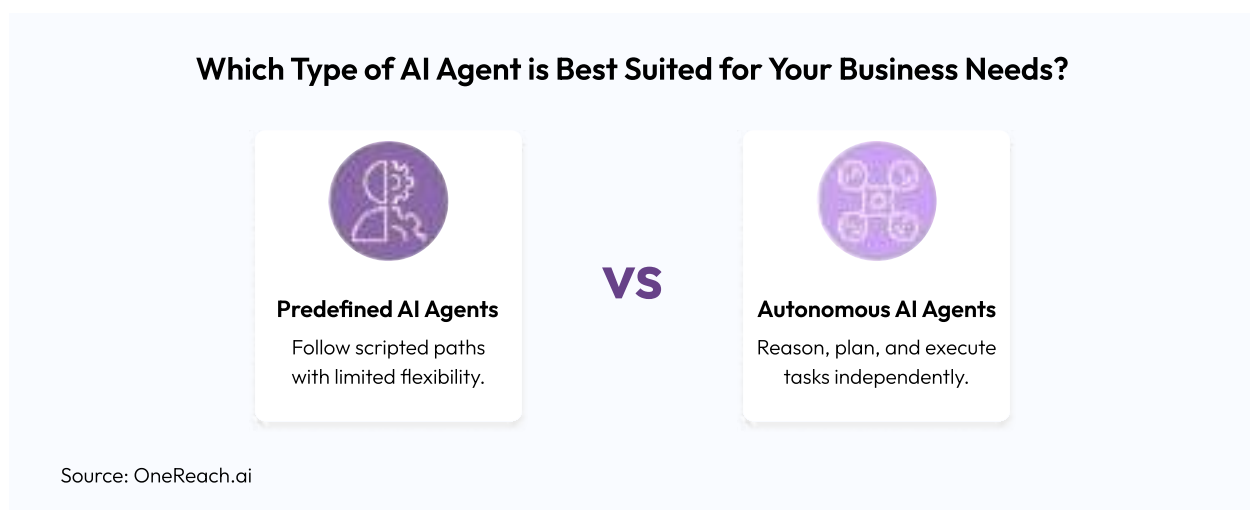 Which Type of AI Agent is Best Suited for Your Business Needs?
Predefined AI Agents
Follow scripted paths
with limited flexibility.
vs
Autonomous AI Agents
Reason, plan, and execute
tasks independently.
Source: OneReach.ai